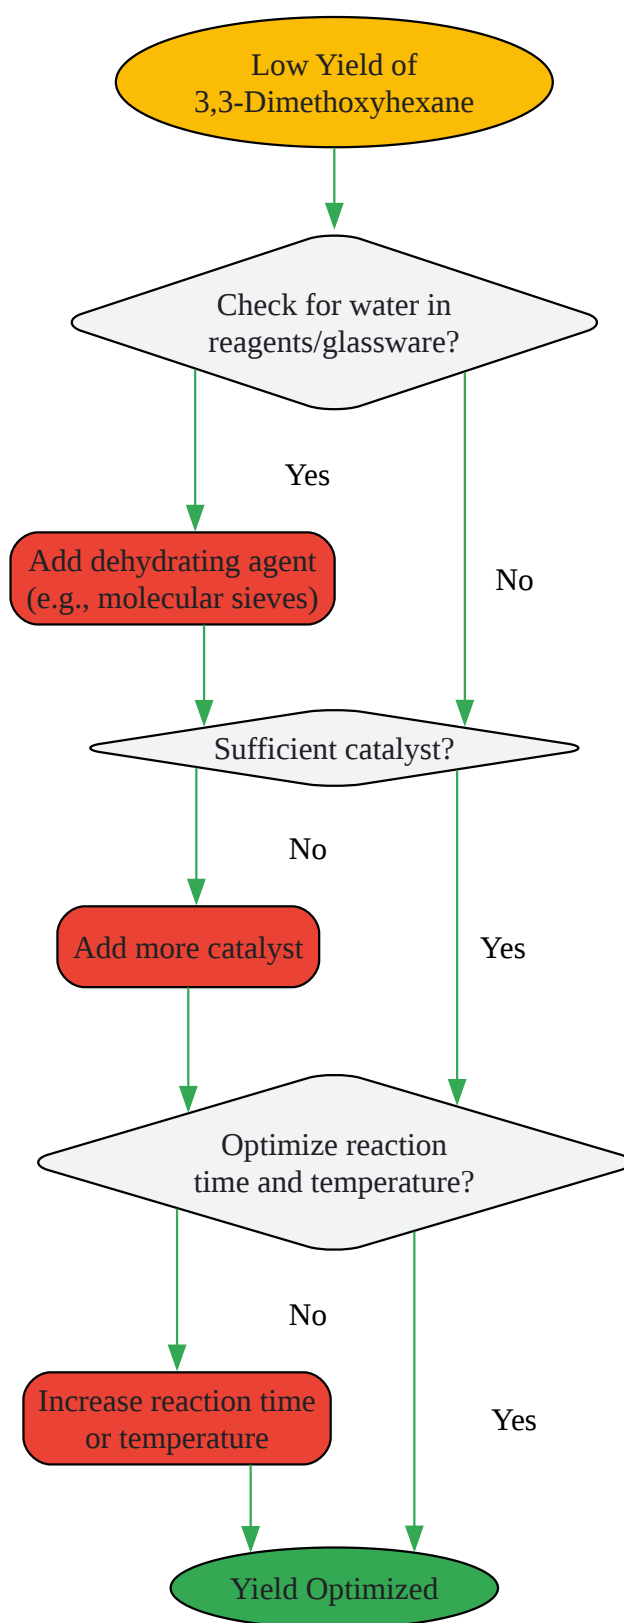 Low Yield of
3,3-Dimethoxyhexane
Check for water in
reagents/glassware?
Yes
Add dehydrating agent
(e.g., molecular sieves)
No
Sufficient catalyst?
No
Add more catalyst
Yes
Optimize reaction
time and temperature?
No
Increase reaction time
or temperature
Yes
Yield Optimized